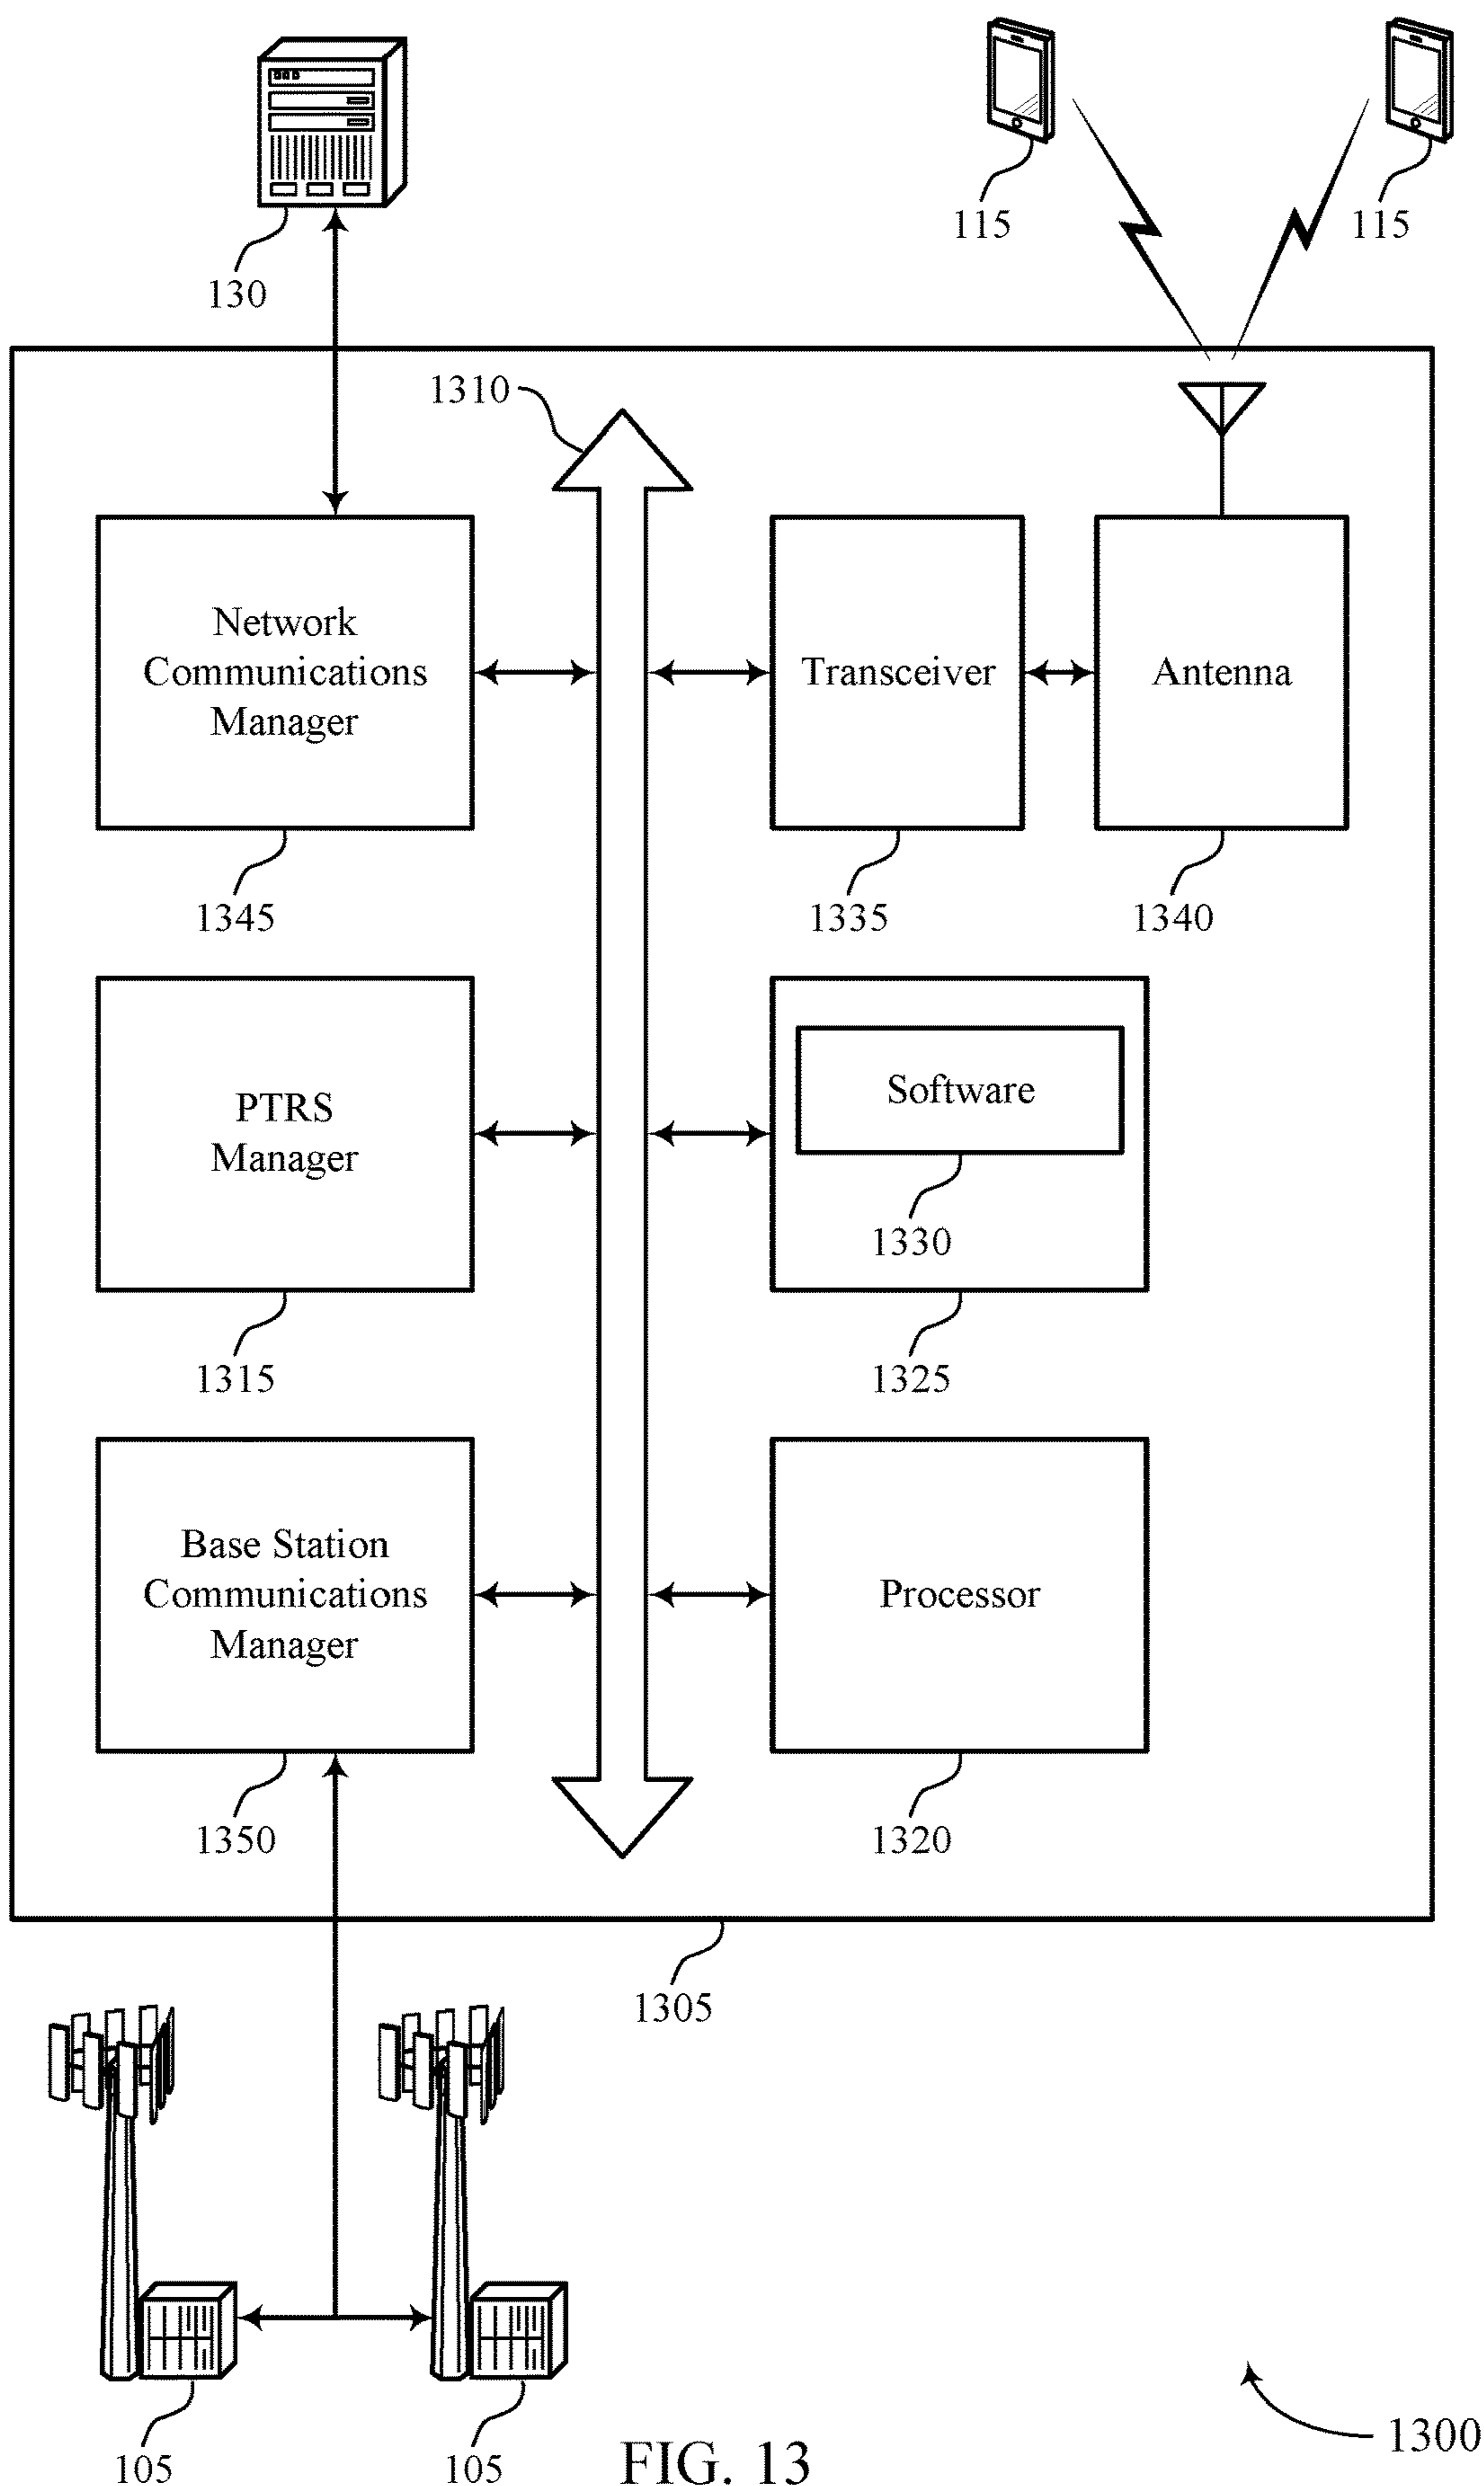 115
115
130
1310
Network
Communications
Manager
Transceiver
Antenna
1345
1335
1340
PTRS
Manager
Software
1330
1315
1325
Base Station
Communications
Manager
Processor
1350
1320
1305
105
105
FIG. 13
1300